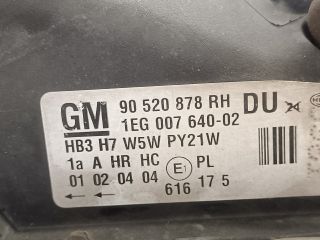 GM 90 520 878 RH DU
1EG 007 640-02
HB3 H7 W5W PY21W
1a A HR HC E1 PL
01 02 04 04 616 17 5